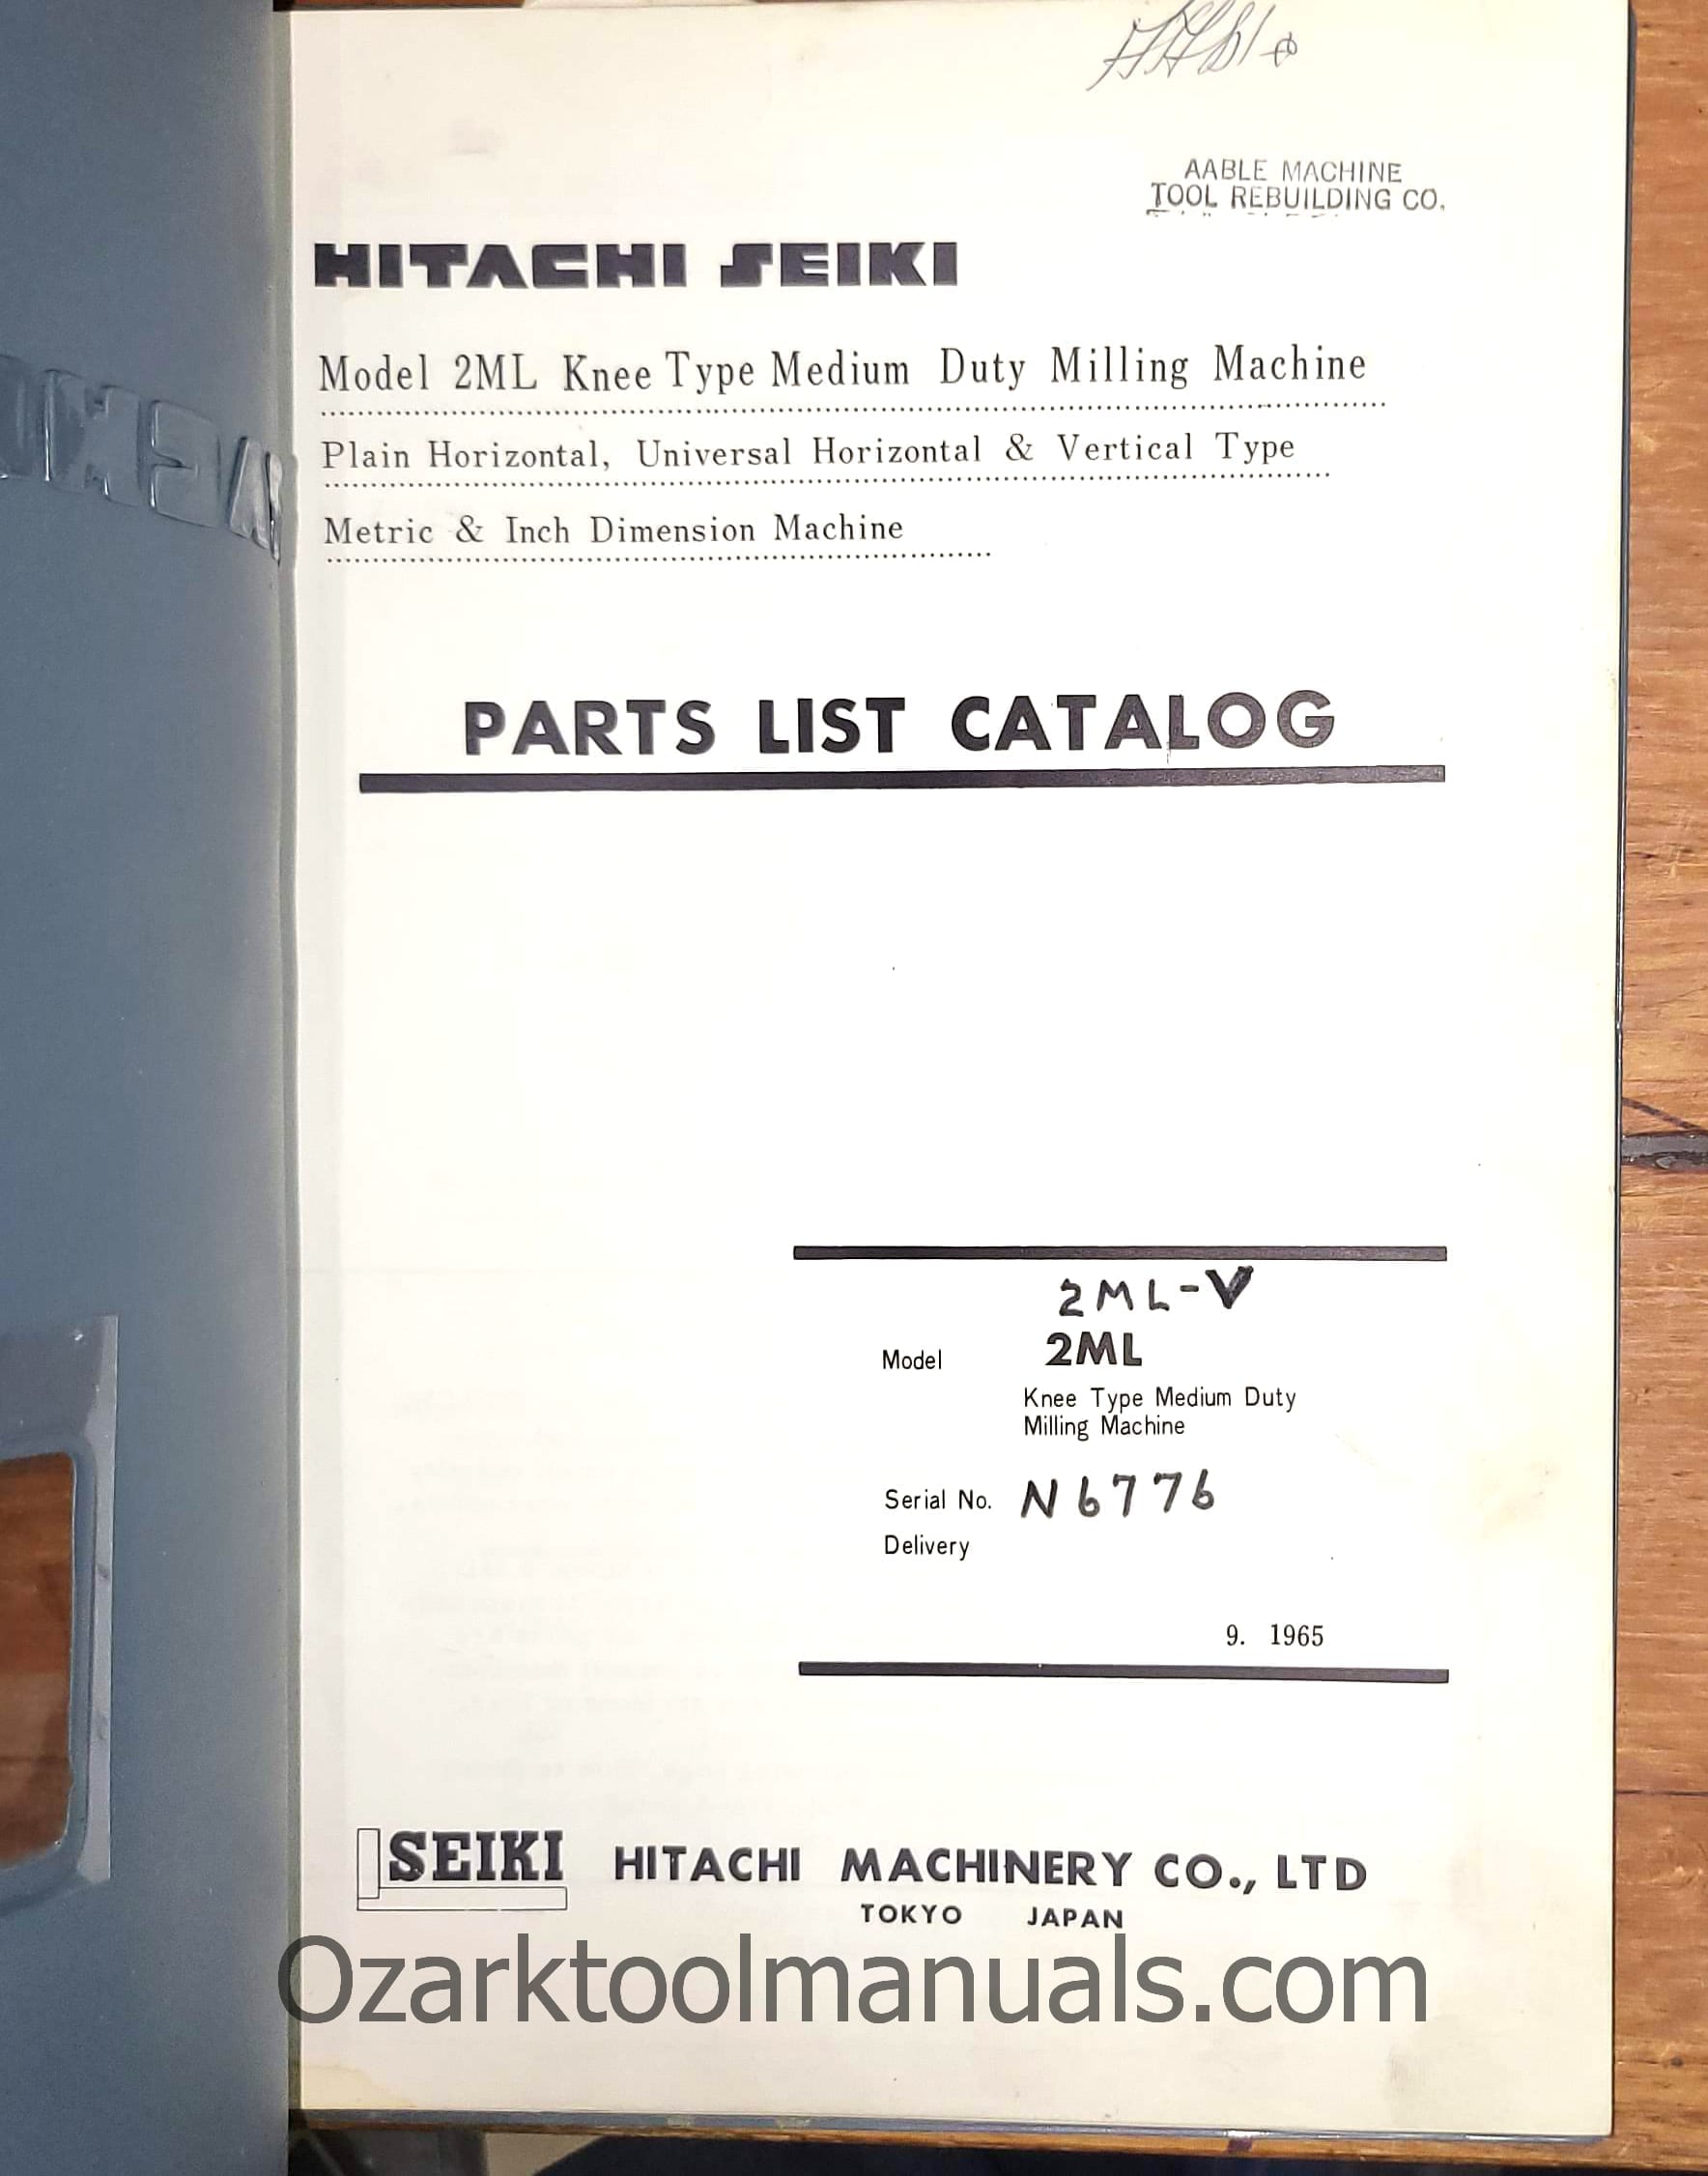 AABLE MACHINE
TOOL REBUILDING CO.
HITACHI SEIKI
Model 2ML Knee Type Medium Duty Milling Machine
Plain Horizontal, Universal Horizontal & Vertical Type
Metric & Inch Dimension Machine
PARTS LIST CATALOG
2ML-V
Model 2ML
Knee Type Medium Duty
Milling Machine
Serial No. N6776
Delivery
9. 1965
SEIKI HITACHI MACHINERY CO., LTD
TOKYO JAPAN
Ozarktoolmanuals.com